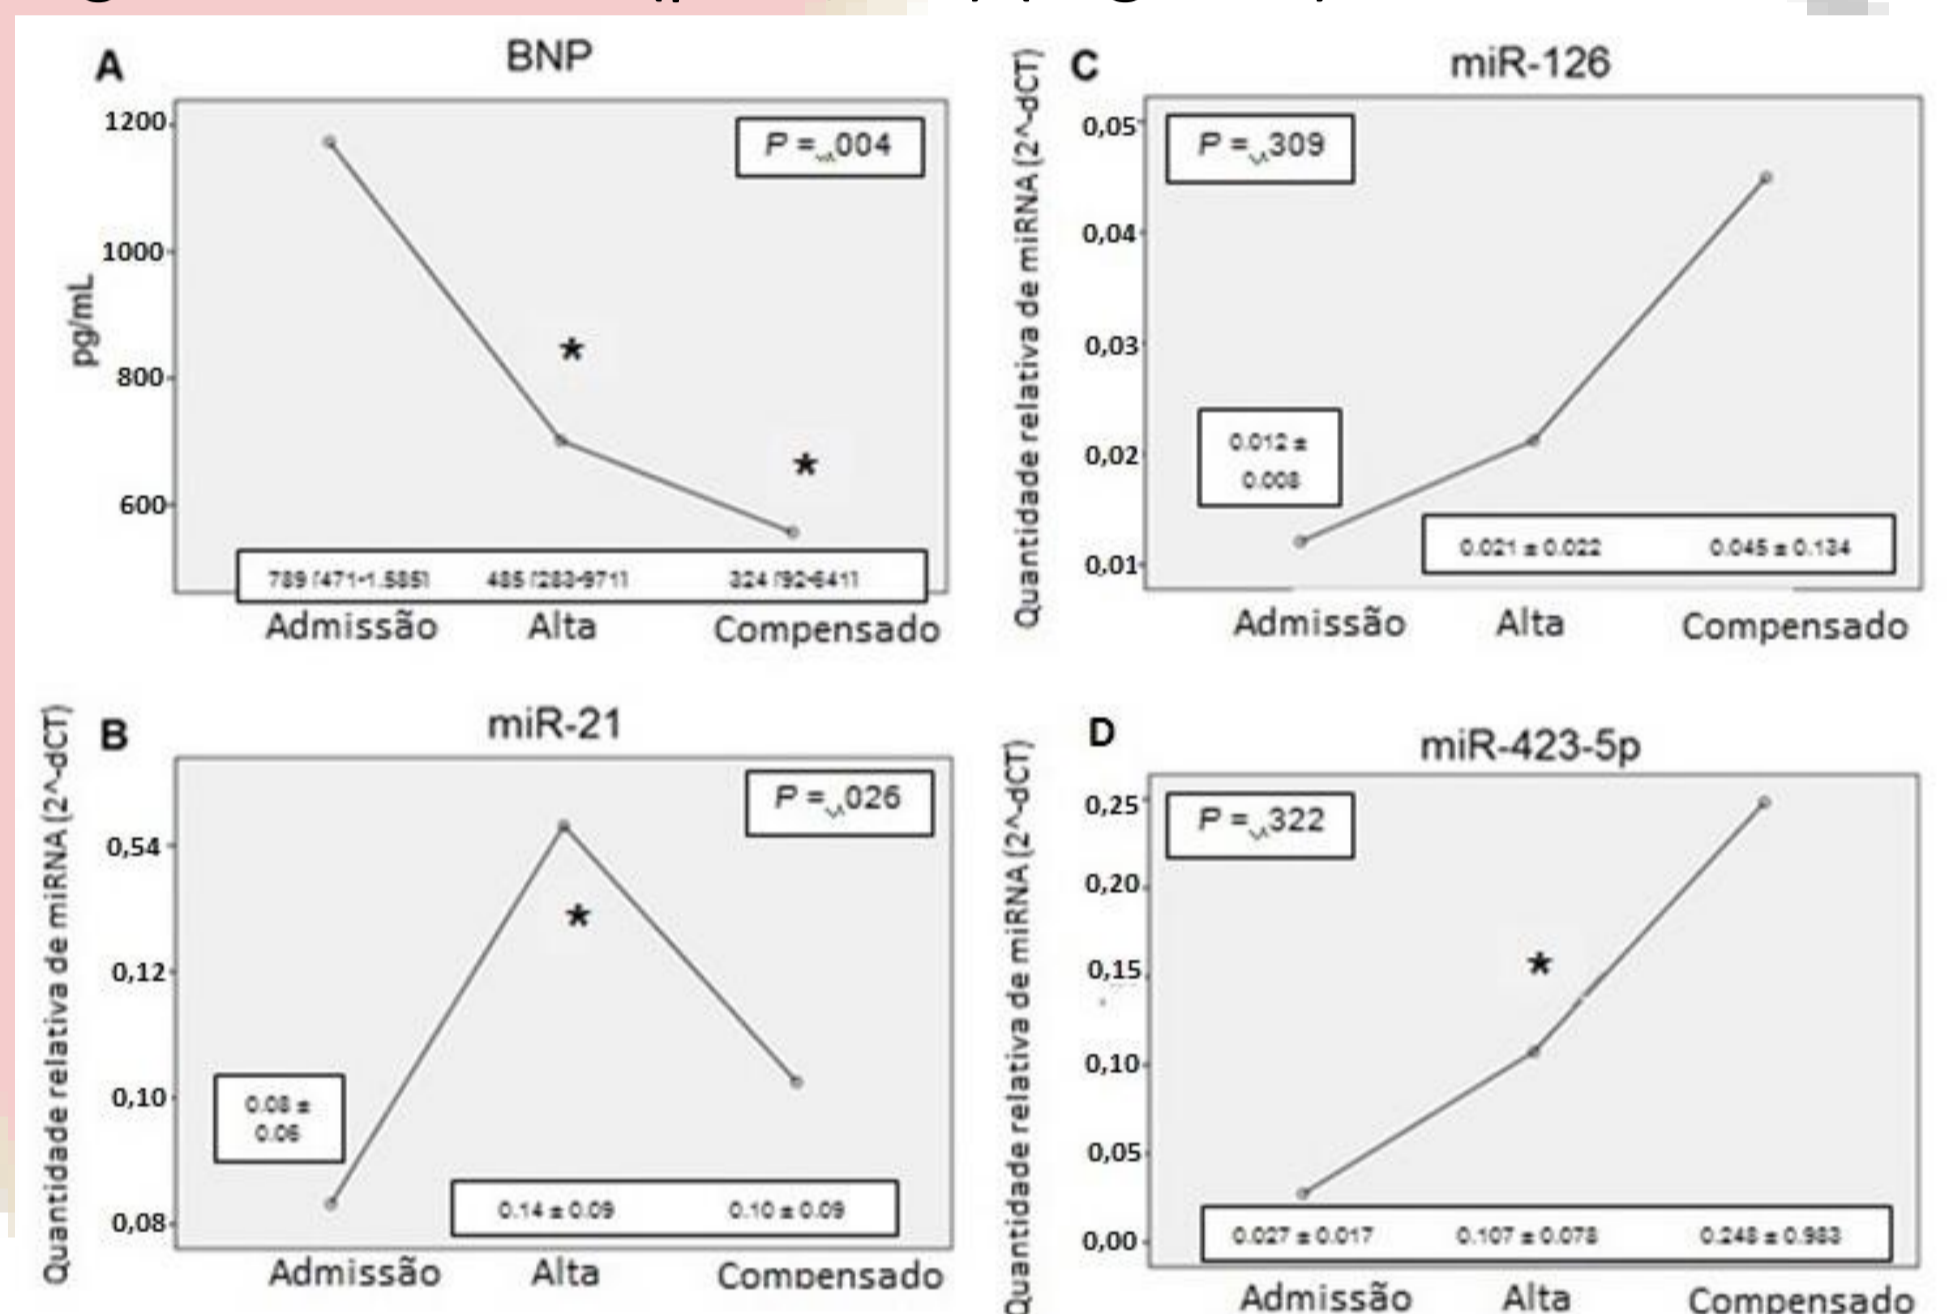 A
BNP
pg/mL
1200
1000
800
600
P = ,004
*
*
789 [471-1.585]
485 [283-971]
324 [92-641]
Admissão
Alta
Compensado
C
miR-126
Quantidade relativa de miRNA (2^-dCT)
0,05
0,04
0,03
0,02
0,01
P = ,309
0.012 ±
0.008
0.021 ± 0.022
0.045 ± 0.134
Admissão
Alta
Compensado
B
miR-21
Quantidade relativa de miRNA (2^-dCT)
0,54
0,12
0,10
0,08
P = ,026
*
0.08 ±
0.06
0.14 ± 0.09
0.10 ± 0.09
Admissão
Alta
Compensado
D
miR-423-5p
Quantidade relativa de miRNA (2^-dCT)
0,25
0,20
0,15
0,10
0,05
0,00
P = ,322
*
0.027 ± 0.017
0.107 ± 0.078
0.248 ± 0.983
Admissão
Alta
Compensado